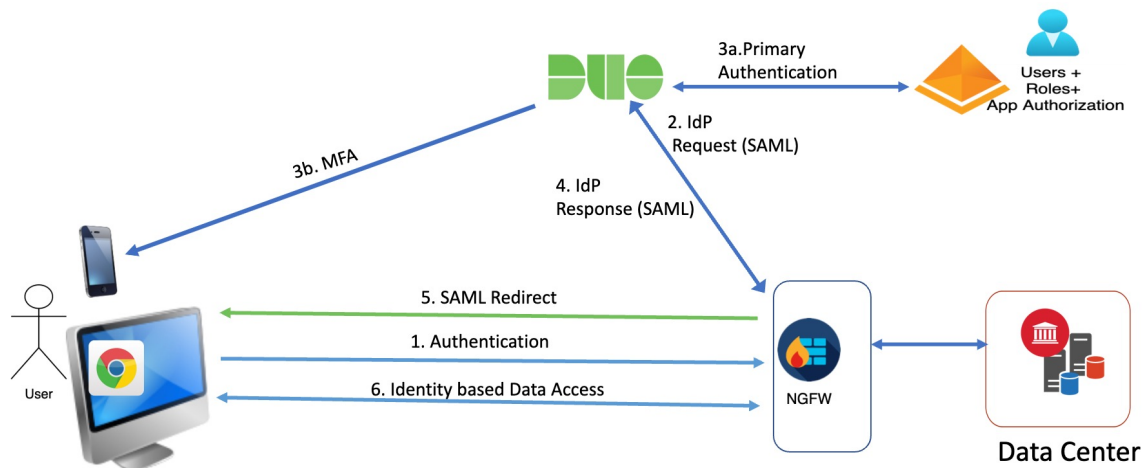 DUO
3a.Primary
Authentication
Users +
Roles+
App Authorization
2. IdP
Request (SAML)
3b. MFA
4. IdP
Response (SAML)
5. SAML Redirect
1. Authentication
6. Identity based Data Access
User
NGFW
Data Center